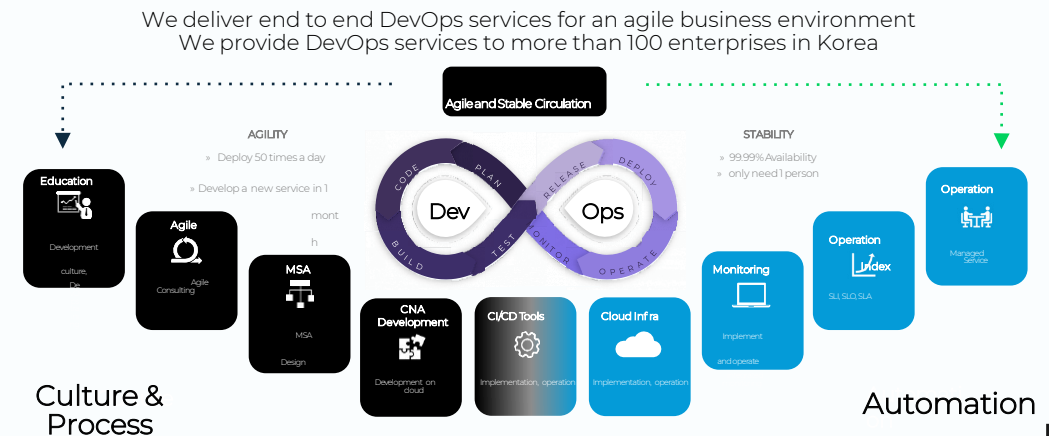 We deliver end to end DevOps services for an agile business environment
We provide DevOps services to more than 100 enterprises in Korea
Agile and Stable Circulation
AGILITY
» Deploy 50 times a day
» Develop a new service in 1
mont
h
STABILITY
» 99.99% Availability
» only need 1 person
CODE
PLAN
BUILD
TEST
Dev
RELEASE
DEPLOY
MONITOR
OPERATE
Ops
Education
Development
culture,
De
Agile
Agile
Consulting
MSA
MSA
Design
CNA
Development
Development on
cloud
CI/CD Tools
Implementation, operation
Cloud Infra
Implementation, operation
Monitoring
Implement
and operate
Operation
Index
SLI, SLO, SLA
Operation
Managed
Service
Culture &
Process
Automation